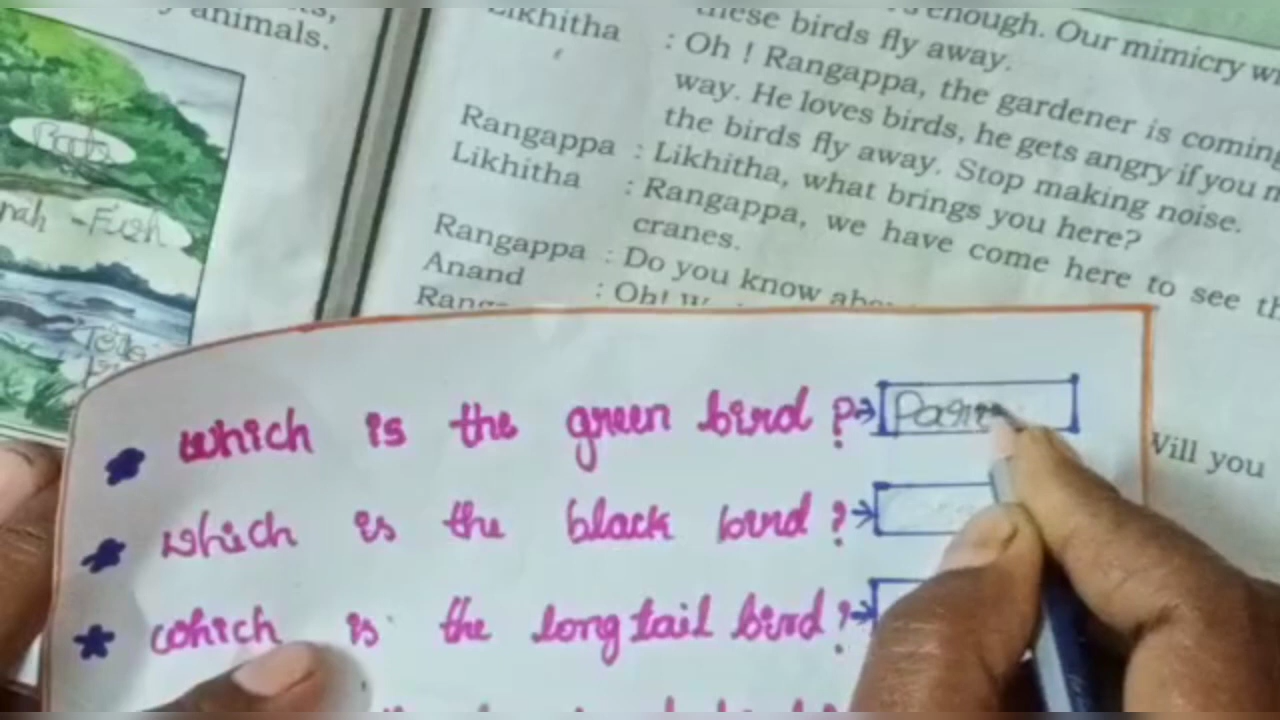 animals.
Likhitha
enough. Our mimicry
these birds fly away.
: Oh ! Rangappa, the gardener is coming
way. He loves birds, he gets angry if you
the birds fly away. Stop making noise.
Rangappa : Likhitha, what brings you here?
Likhitha : Rangappa, we have come here to see
cranes.
Rangappa : Do you know
Anand : Oh!
Fish
which is the green bird ? →
which is the black bird ? →
which is the long tail bird ? →
Will you